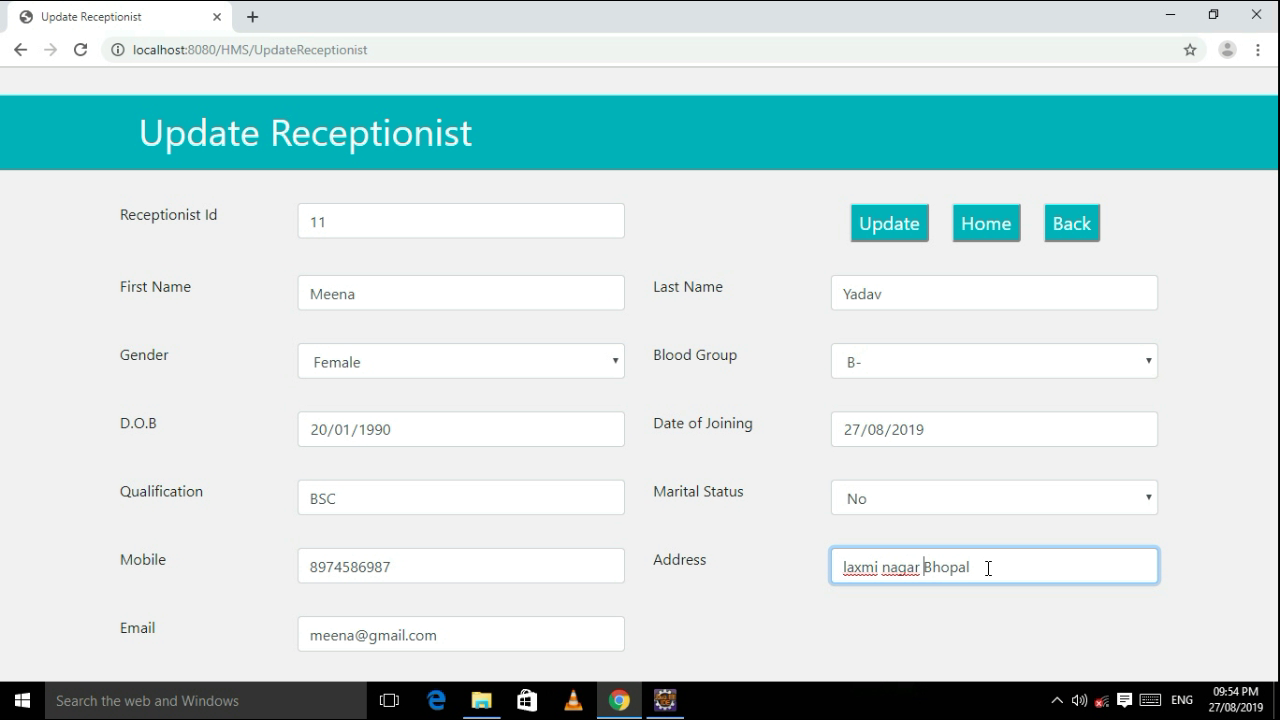 Update Receptionist
localhost:8080/HMS/UpdateReceptionist
Update Receptionist
Receptionist Id 11 Update Home Back
First Name Meena Last Name Yadav
Gender Female Blood Group B-
D.O.B 20/01/1990 Date of Joining 27/08/2019
Qualification BSC Marital Status No
Mobile 8974586987 Address laxmi nagar Bhopal
Email meena@gmail.com
Search the web and Windows ENG 09:54 PM
27/08/2019